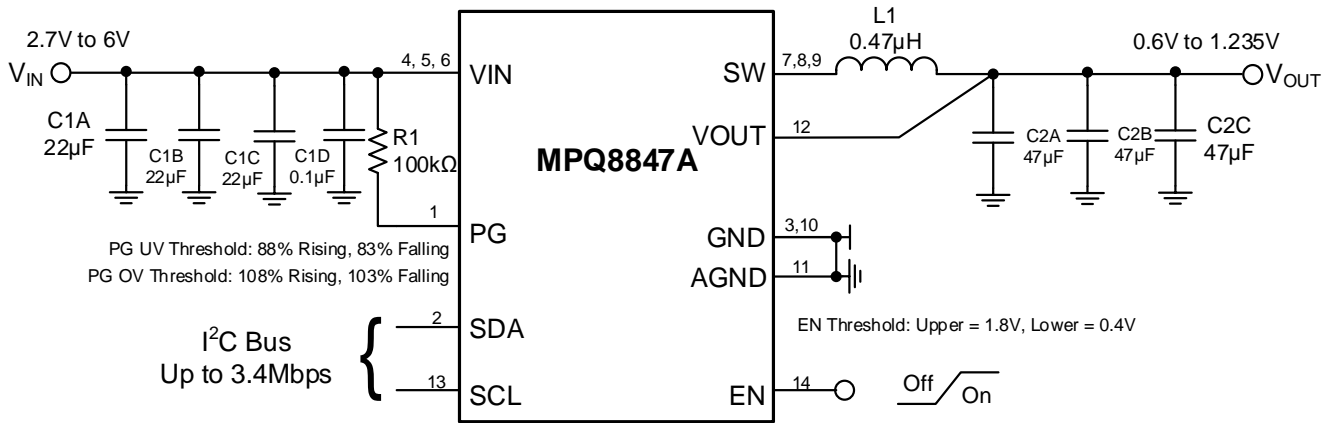 L1
0.47µH
2.7V to 6V
0.6V to 1.235V
VIN
4, 5, 6
VIN
SW
7,8,9
VOUT
C1A
22µF
C1B
22µF
C1C
22µF
C1D
0.1µF
R1
100kΩ
MPQ8847A
VOUT
12
C2A
47µF
C2B
47µF
C2C
47µF
1
PG
GND
3,10
PG UV Threshold: 88% Rising, 83% Falling
PG OV Threshold: 108% Rising, 103% Falling
AGND
11
I²C Bus
Up to 3.4Mbps
2
SDA
EN Threshold: Upper = 1.8V, Lower = 0.4V
13
SCL
EN
14
Off
On